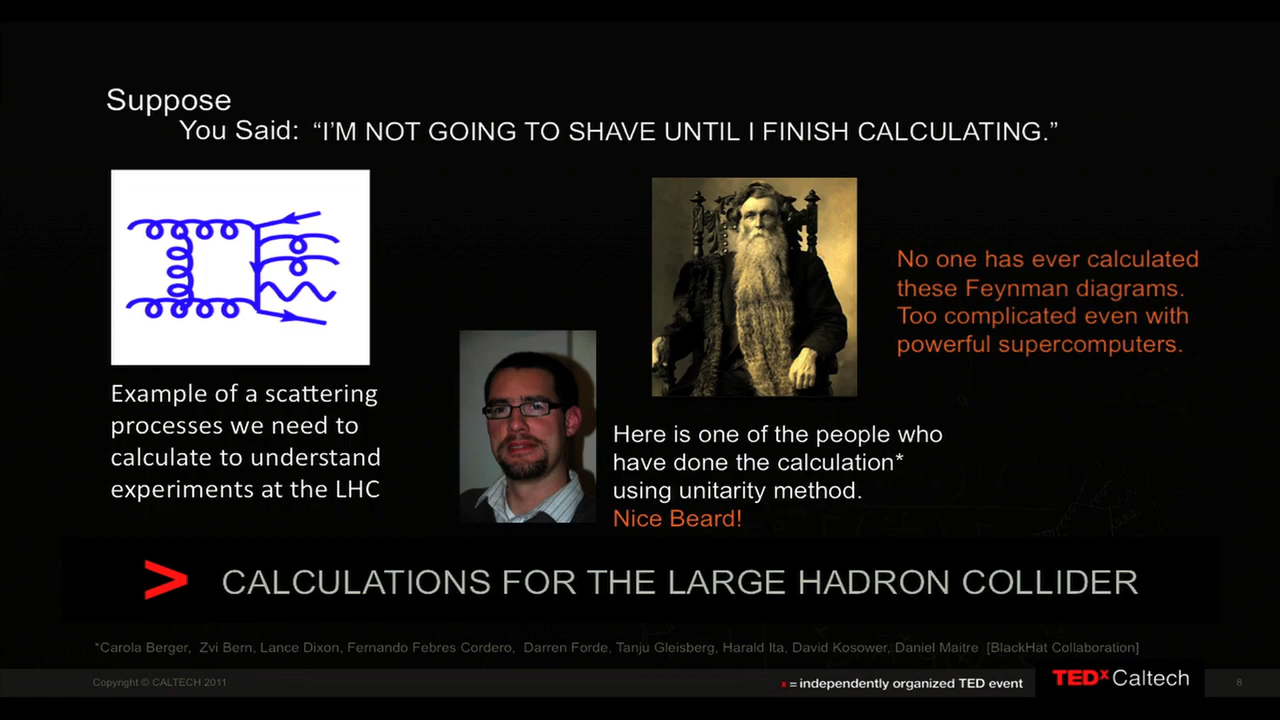 Suppose
You Said: “I’M NOT GOING TO SHAVE UNTIL I FINISH CALCULATING.”
Example of a scattering
processes we need to
calculate to understand
experiments at the LHC
No one has ever calculated
these Feynman diagrams.
Too complicated even with
powerful supercomputers.
Here is one of the people who
have done the calculation*
using unitarity method.
Nice Beard!
> CALCULATIONS FOR THE LARGE HADRON COLLIDER
*Carola Berger, Zvi Bern, Lance Dixon, Fernando Febres Cordero, Darren Forde, Tanju Gleisberg, Harald Ita, David Kosower, Daniel Maitre [BlackHat Collaboration]
Copyright © CALTECH 2011
x = independently organized TED event
TEDx Caltech
8